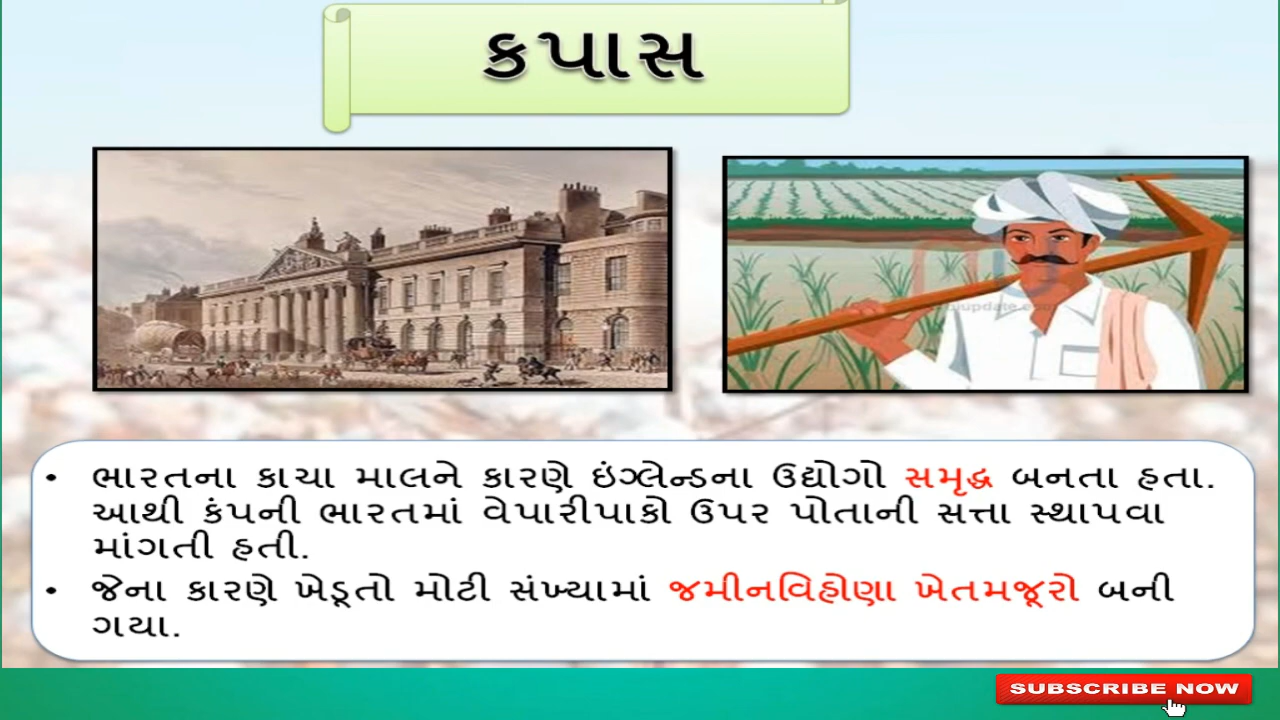 કપાસ
• ભારતના કાચા માલને કારણે ઇંગ્લેન્ડના ઉદ્યોગો સમૃદ્ધ બનતા હતા.
આથી કંપની ભારતમાં વેપારીપાકો ઉપર પોતાની સત્તા સ્થાપવા
માંગતી હતી.
• જેના કારણે ખેડૂતો મોટી સંખ્યામાં જમીનવિહોણા ખેતમજૂરો બની
ગયા.
SUBSCRIBE NOW